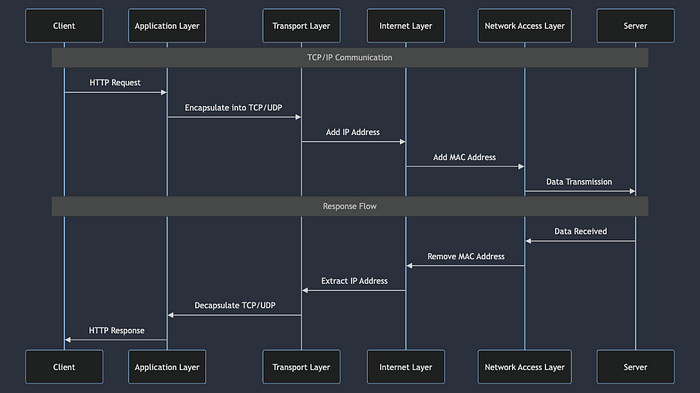 Client
Application Layer
Transport Layer
Internet Layer
Network Access Layer
Server
TCP/IP Communication
HTTP Request
Encapsulate into TCP/UDP
Add IP Address
Add MAC Address
Data Transmission
Response Flow
Data Received
Remove MAC Address
Extract IP Address
Decapsulate TCP/UDP
HTTP Response
Client
Application Layer
Transport Layer
Internet Layer
Network Access Layer
Server